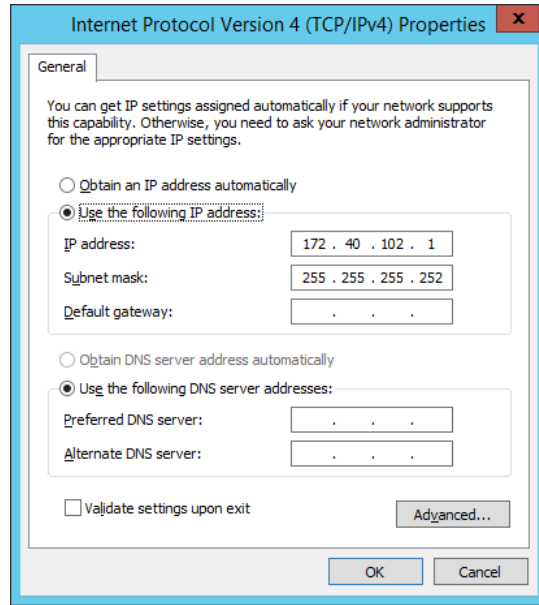 Internet Protocol Version 4 (TCP/IPv4) Properties
x
General
You can get IP settings assigned automatically if your network supports
this capability. Otherwise, you need to ask your network administrator
for the appropriate IP settings.
Obtain an IP address automatically
Use the following IP address:
IP address: 172 . 40 . 102 . 1
Subnet mask: 255 . 255 . 255 . 252
Default gateway: . . .
Obtain DNS server address automatically
Use the following DNS server addresses:
Preferred DNS server: . . .
Alternate DNS server: . . .
Validate settings upon exit
Advanced...
OK Cancel